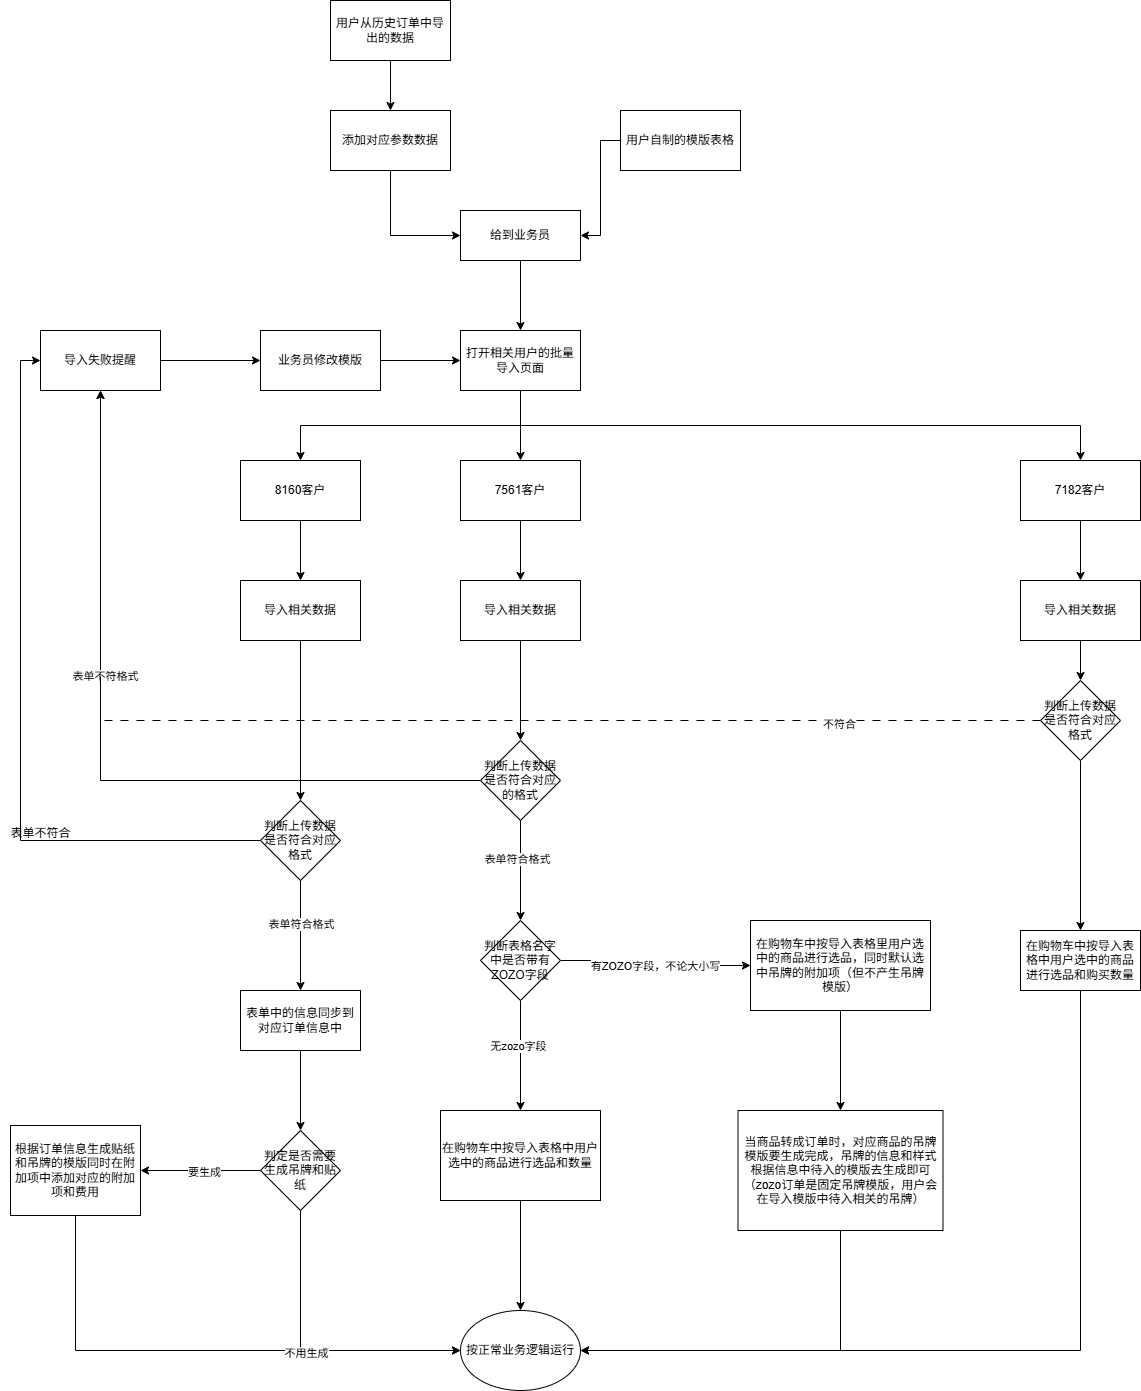 用户从历史订单中导
出的数据
添加对应参数数据
用户自制的模版表格
给到业务员
导入失败提醒
业务员修改模版
打开相关用户的批量
导入页面
8160客户
7561客户
7182客户
导入相关数据
导入相关数据
导入相关数据
表单不符格式
不符合
判断上传数据
是否符合对应
格式
判断上传数据
是否符合对应
的格式
表单不符合
判断上传数据
是否符合对应
格式
表单符合格式
表单符合格式
判断表格名字
中是否带有
ZOZO字段
有ZOZO字段，不论大小写
在购物车中按导入表格里用户选
中的商品进行选品，同时默认选
中吊牌的附加项（但不产生吊牌
模版）
在购物车中按导入表
格中用户选中的商品
进行选品和购买数量
表单中的信息同步到
对应订单信息中
无zozo字段
根据订单信息生成贴纸
和吊牌的模版同时在附
加项中添加对应的附加
项和费用
要生成
判定是否需要
生成吊牌和贴
纸
在购物车中按导入表格中用户
选中的商品进行选品和数量
当商品转成订单时，对应商品的吊牌
模版要生成完成，吊牌的信息和样式
根据信息中待入的模版去生成即可
（zozo订单是固定吊牌模版，用户会
在导入模版中待入相关的吊牌）
不用生成
按正常业务逻辑运行